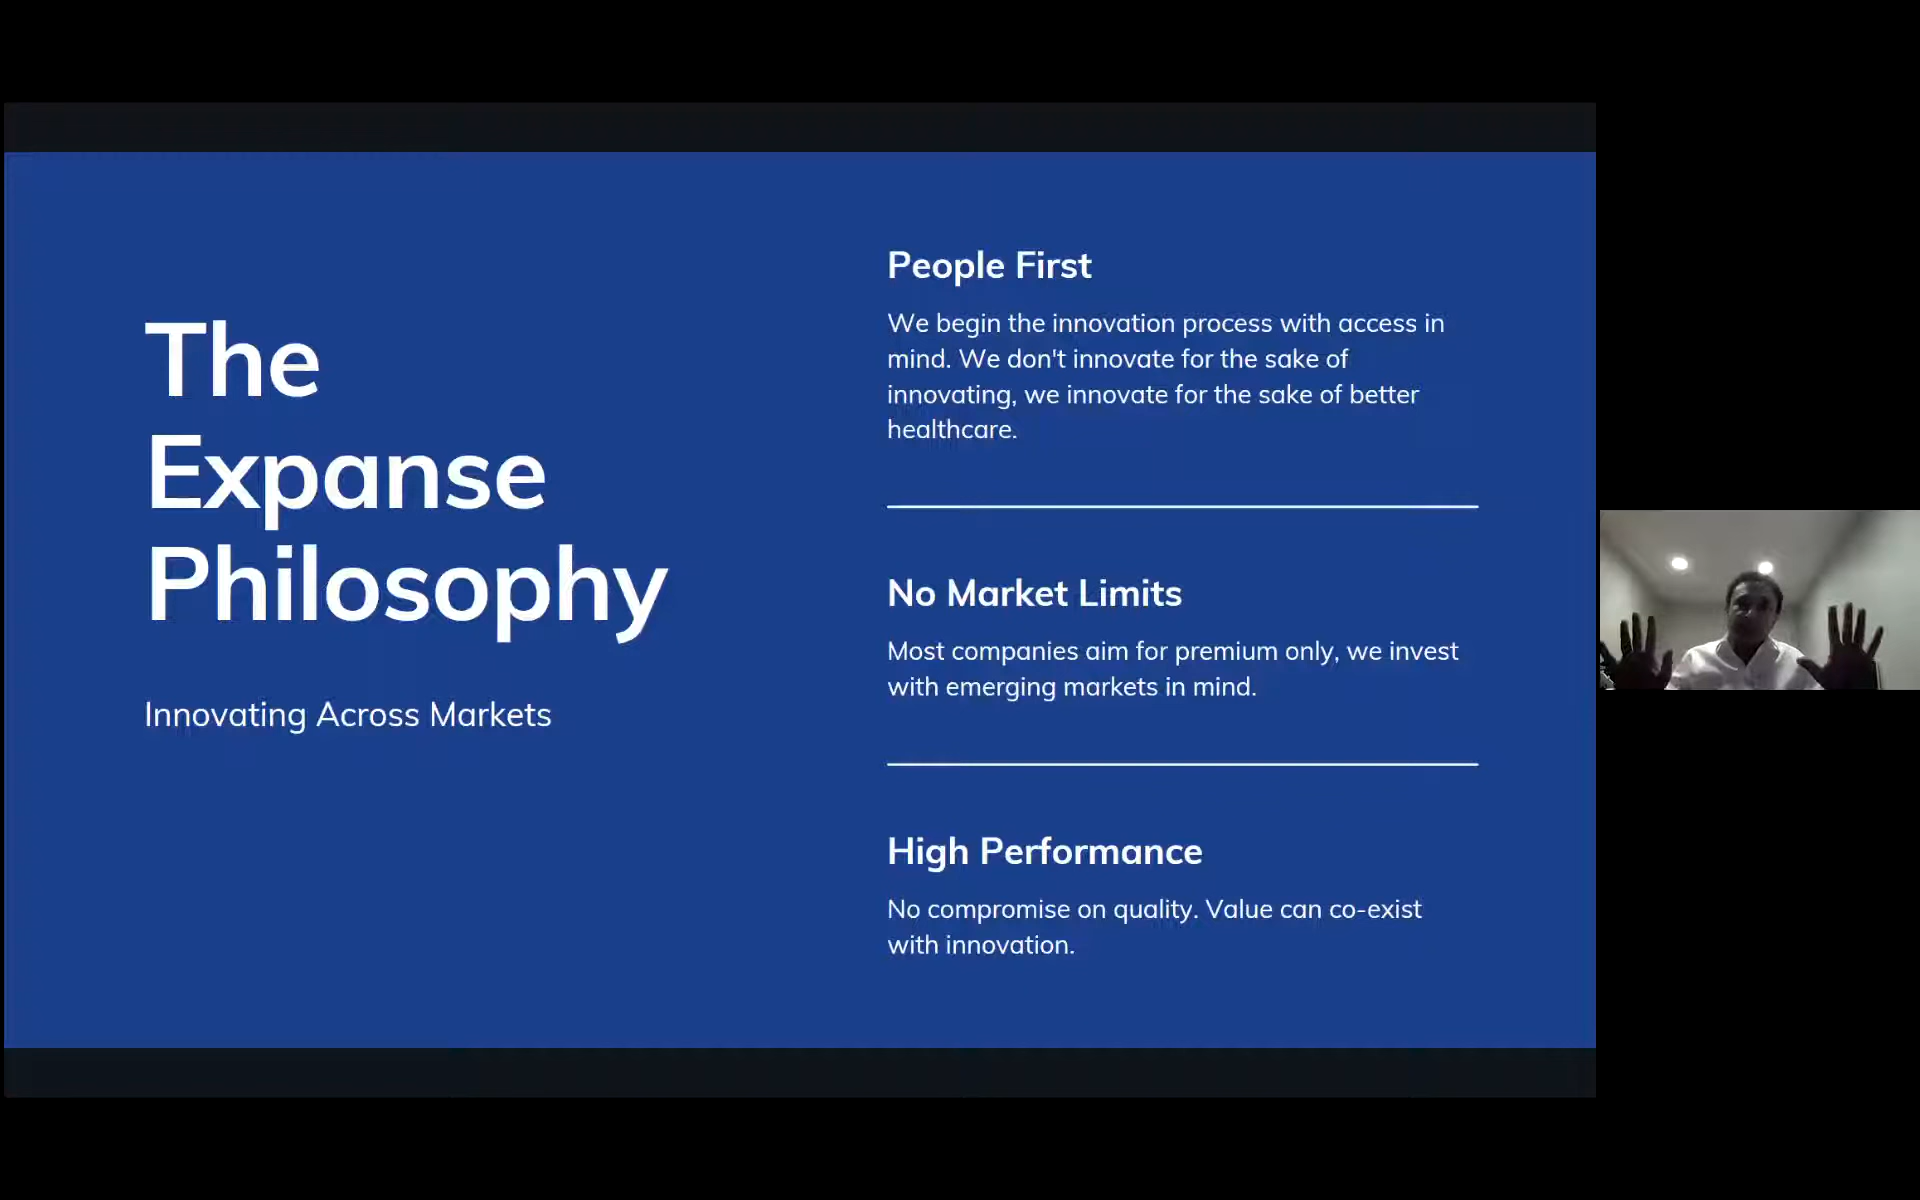 The
Expanse
Philosophy
Innovating Across Markets
People First
We begin the innovation process with access in
mind. We don't innovate for the sake of
innovating, we innovate for the sake of better
healthcare.
No Market Limits
Most companies aim for premium only, we invest
with emerging markets in mind.
High Performance
No compromise on quality. Value can co-exist
with innovation.